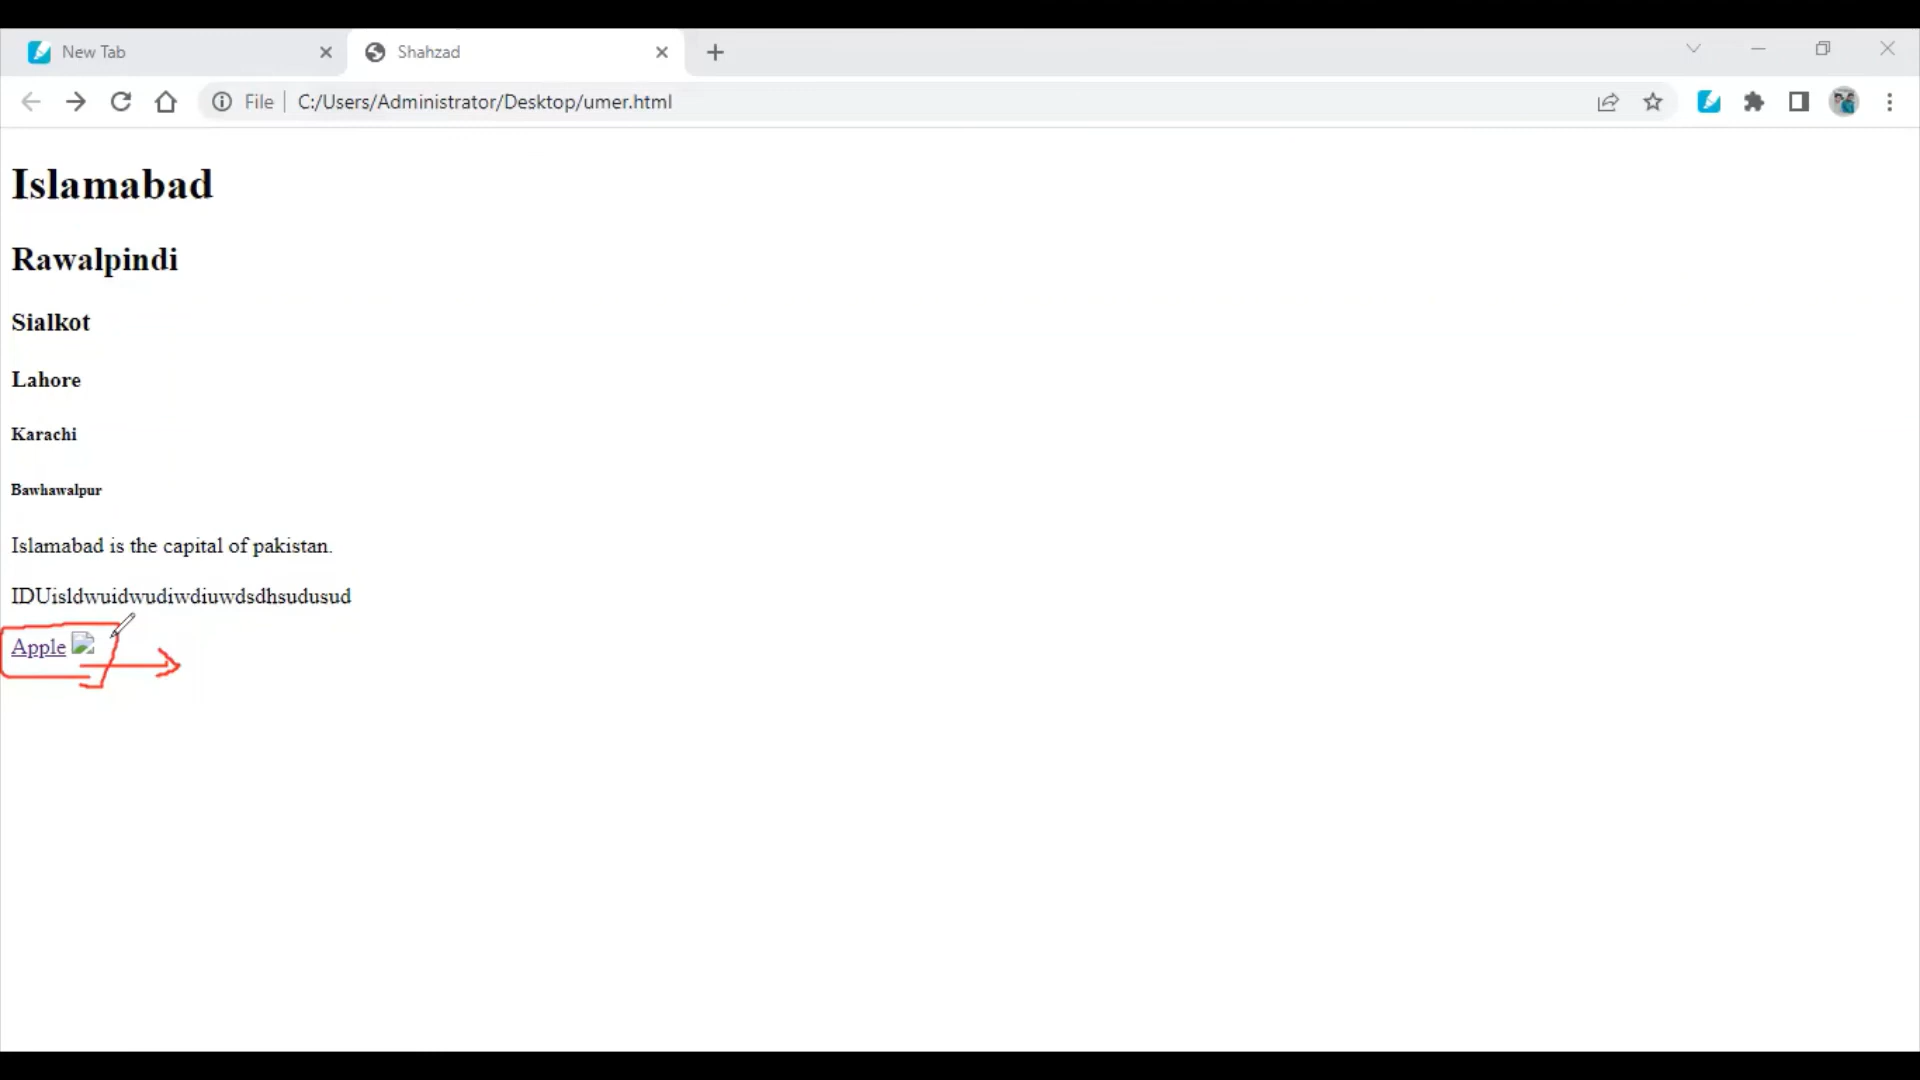 New Tab
Shahzad
File C:/Users/Administrator/Desktop/umer.html
Islamabad
Rawalpindi
Sialkot
Lahore
Karachi
Bawhawalpur
Islamabad is the capital of pakistan.
IDUisldwuidwudiwdiuwdsdhsudusud
Apple